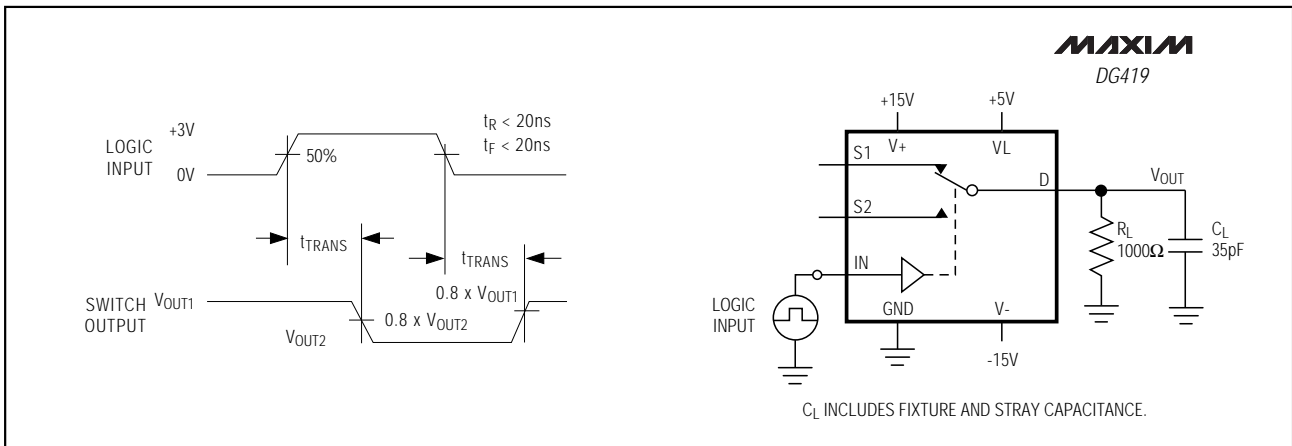 MAXIM
DG419
+3V
LOGIC
INPUT
0V
50%
tR < 20ns
tF < 20ns
tTRANS
tTRANS
0.8 x VOUT1
SWITCH
OUTPUT
VOUT1
0.8 x VOUT2
VOUT2
+15V
+5V
V+
VL
S1
D
VOUT
S2
RL
1000Ω
CL
35pF
IN
LOGIC
INPUT
GND
V-
-15V
CL INCLUDES FIXTURE AND STRAY CAPACITANCE.